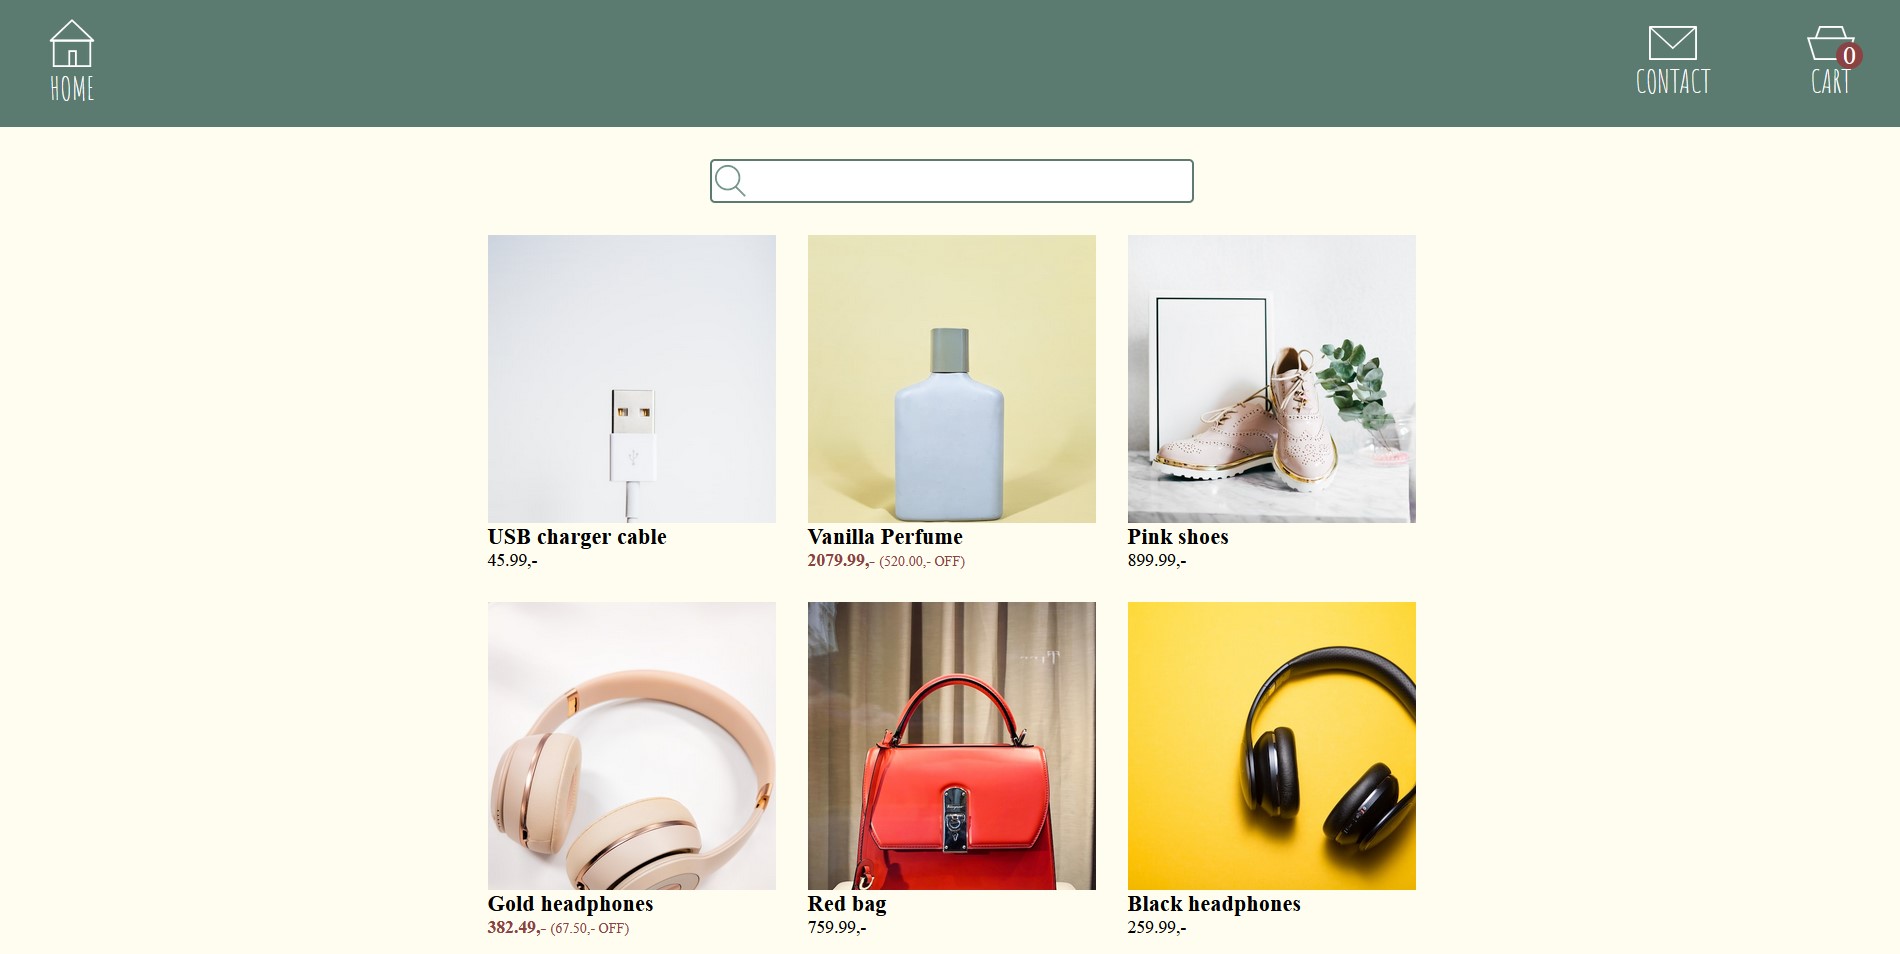 HOME
CONTACT
CART
0
USB charger cable
45.99,-
Vanilla Perfume
2079.99,- (520.00,- OFF)
Pink shoes
899.99,-
Gold headphones
382.49,- (67.50,- OFF)
Red bag
759.99,-
Black headphones
259.99,-